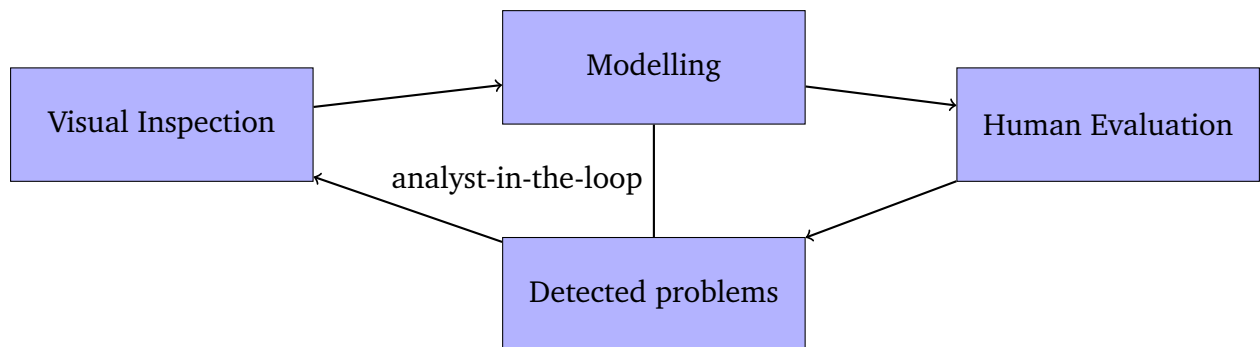 Modelling
Visual Inspection
Human Evaluation
analyst-in-the-loop
Detected problems